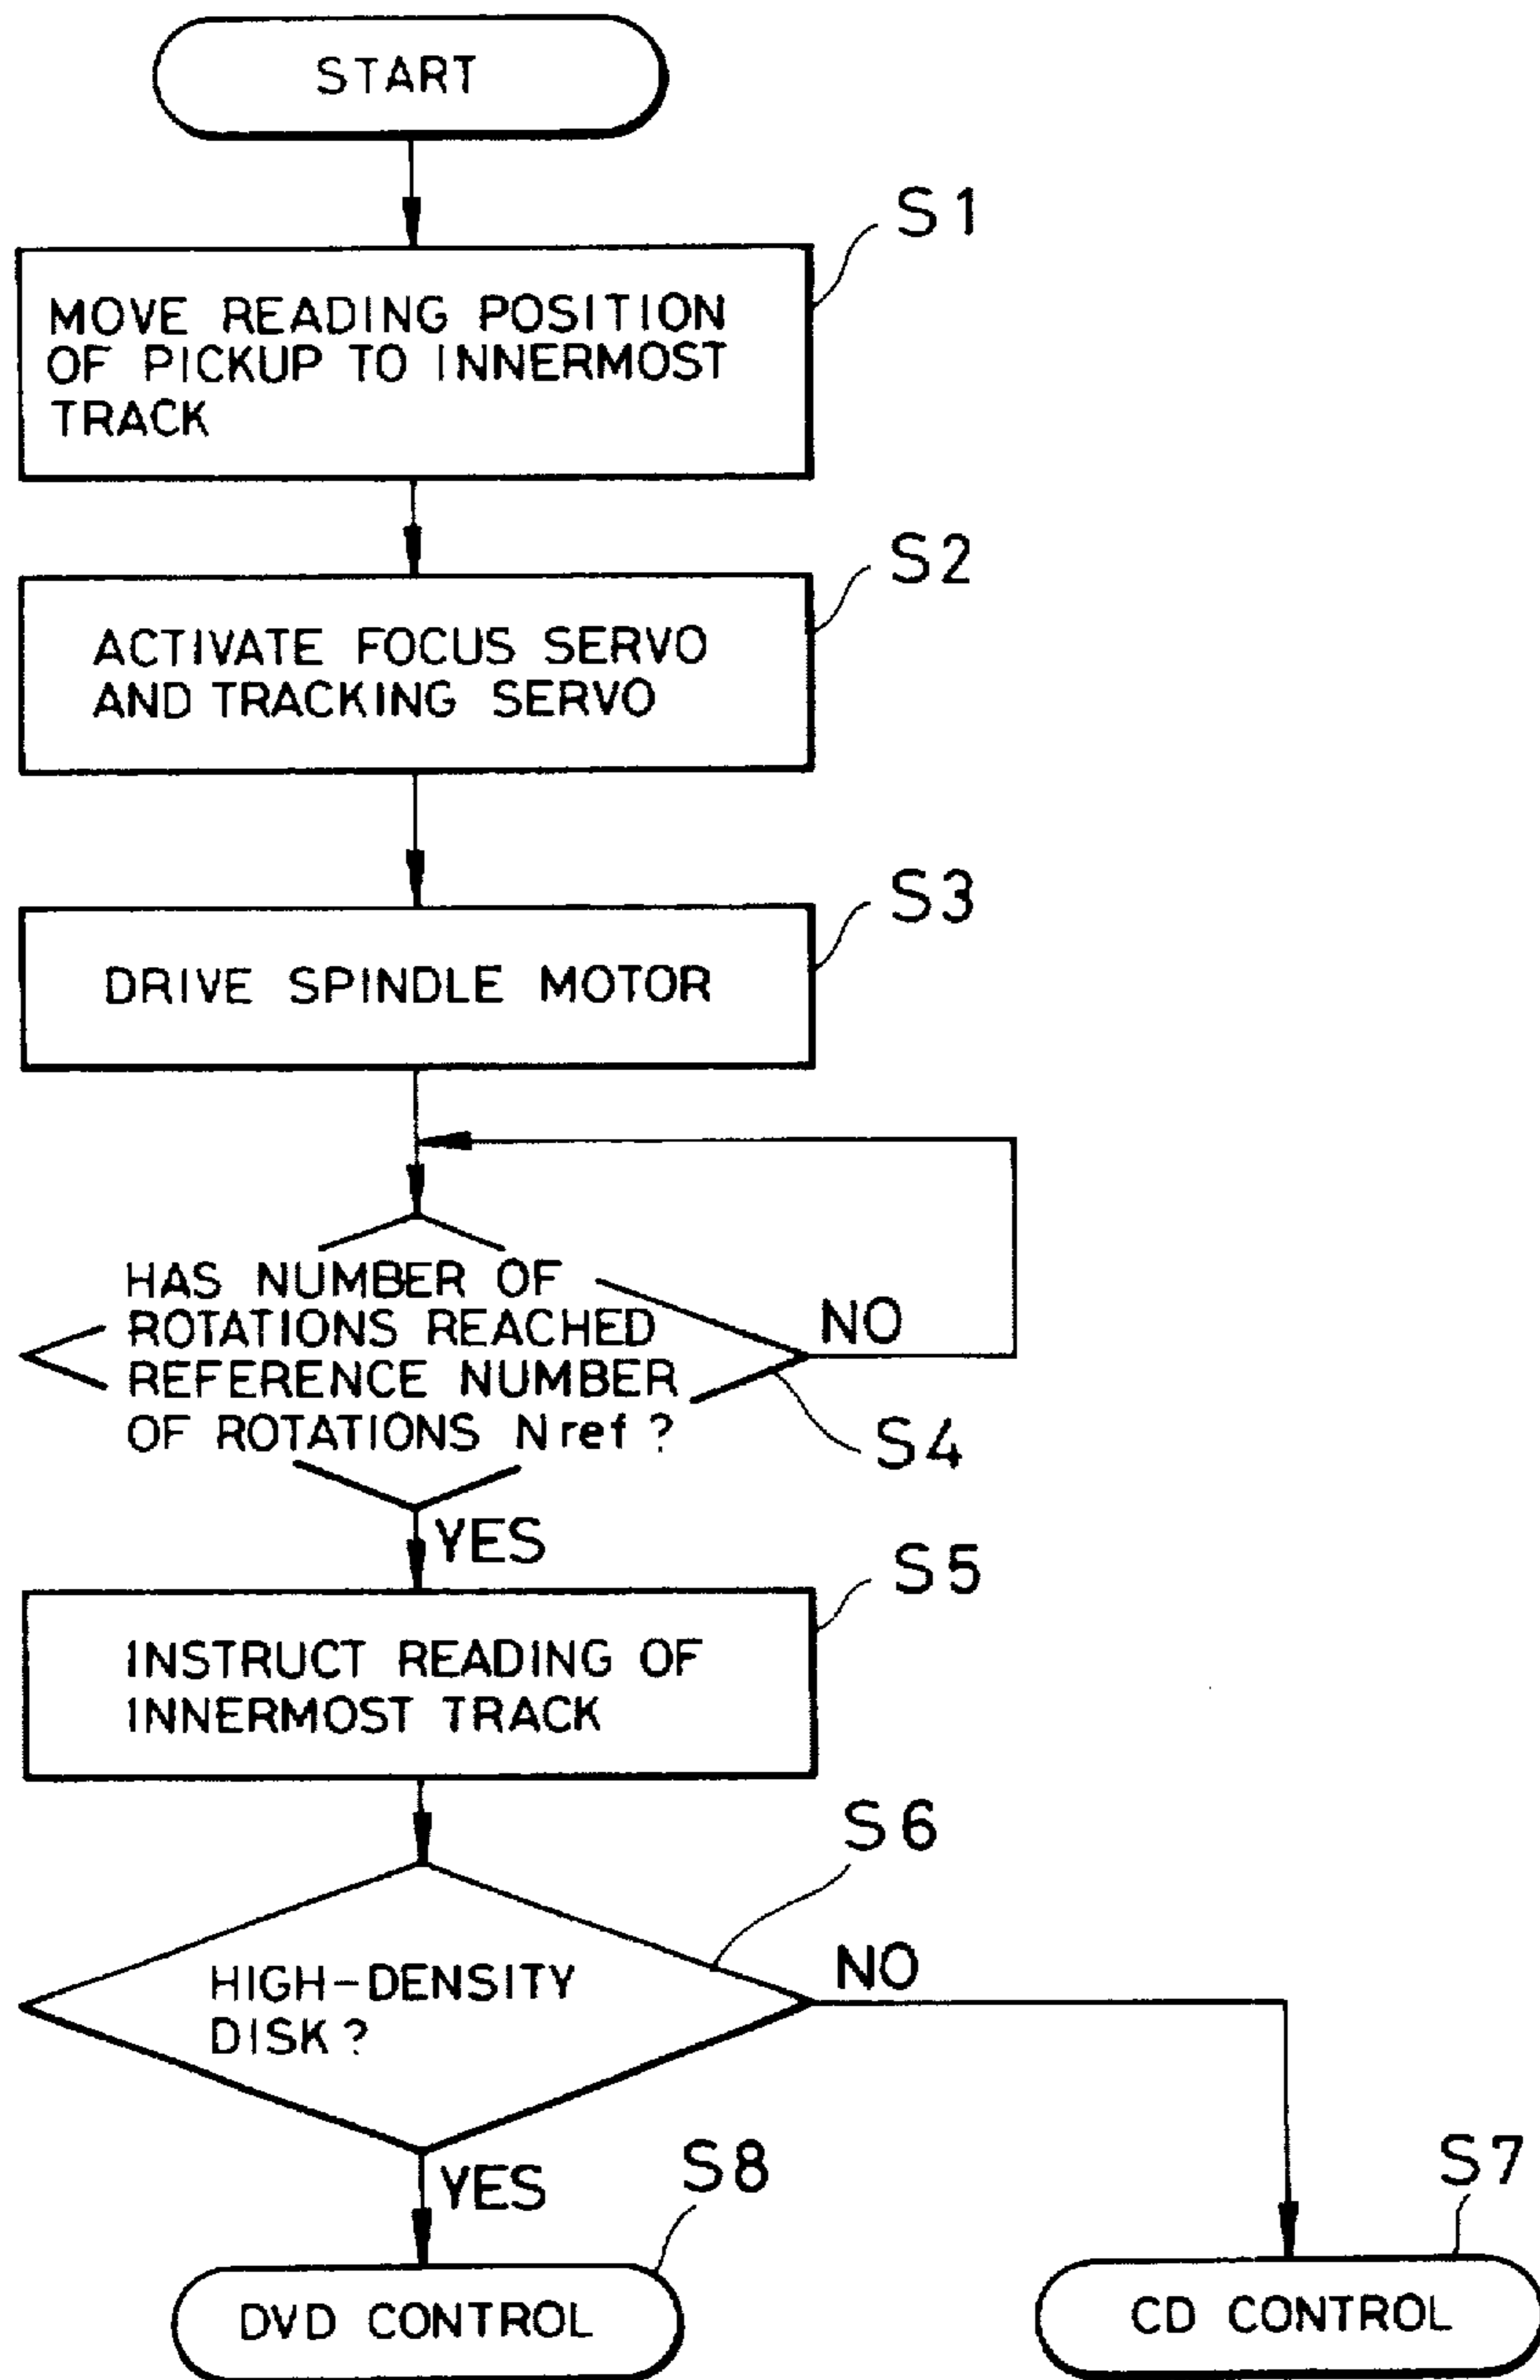 START
S1
MOVE READING POSITION
OF PICKUP TO INNERMOST
TRACK
S2
ACTIVATE FOCUS SERVO
AND TRACKING SERVO
S3
DRIVE SPINDLE MOTOR
HAS NUMBER OF
ROTATIONS REACHED
REFERENCE NUMBER
OF ROTATIONS Nref?
NO
S4
YES
S5
INSTRUCT READING OF
INNERMOST TRACK
S6
HIGH-DENSITY
DISK?
NO
YES
S8
DVD CONTROL
S7
CD CONTROL